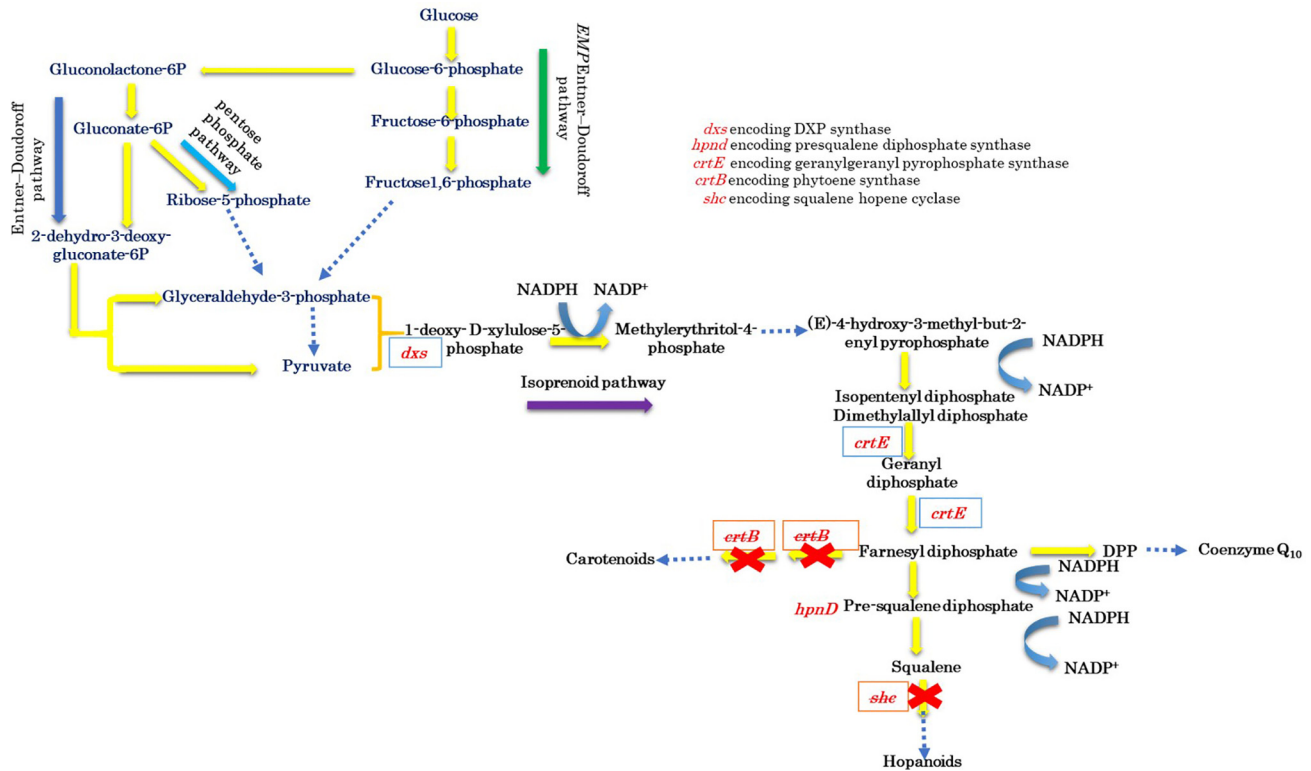 Glucose
Gluconolactone-6P
Glucose-6-phosphate
EMPEntner–Doudoroff
pathway
Entner–Doudoroff
pathway
Gluconate-6P
pentose
phosphate
pathway
Fructose-6-phosphate
Fructose1,6-phosphate
Ribose-5-phosphate
2-dehydro-3-deoxy-
gluconate-6P
dxs encoding DXP synthase
hpnd encoding presqualene diphosphate synthase
crtE encoding geranylgeranyl pyrophosphate synthase
crtB encoding phytoene synthase
shc encoding squalene hopene cyclase
Glyceraldehyde-3-phosphate
Pyruvate
dxs
1-deoxy-D-xylulose-5-
phosphate
NADPH
NADP+
Methylerythritol-4-
phosphate
Isoprenoid pathway
(E)-4-hydroxy-3-methyl-but-2-
enyl pyrophosphate
NADPH
NADP+
Isopentenyl diphosphate
Dimethylallyl diphosphate
crtE
Geranyl
diphosphate
crtE
crtB
crtB
Carotenoids
Farnesyl diphosphate
DPP
Coenzyme Q10
NADPH
NADP+
hpnD
Pre-squalene diphosphate
NADPH
NADP+
Squalene
shc
Hopanoids